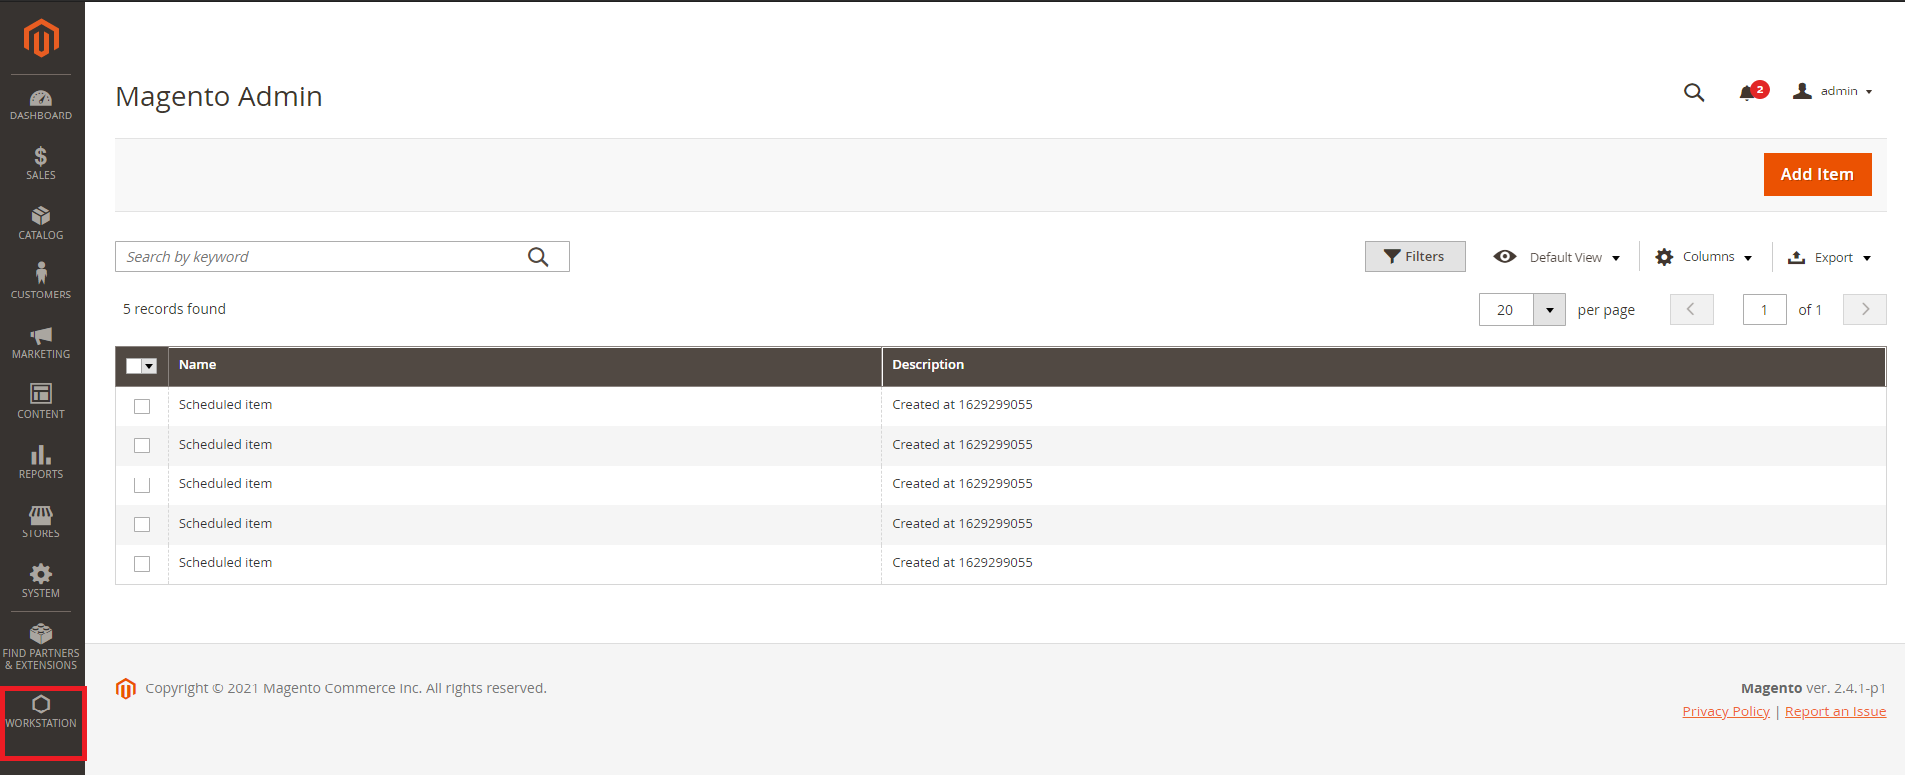 DASHBOARD
SALES
CATALOG
CUSTOMERS
MARKETING
CONTENT
REPORTS
STORES
SYSTEM
FIND PARTNERS
& EXTENSIONS
WORKSTATION
Magento Admin
2
admin
Add Item
Search by keyword
Filters
Default View
Columns
Export
5 records found
20
per page
1
of 1
Name Description
Scheduled item Created at 1629299055
Scheduled item Created at 1629299055
Scheduled item Created at 1629299055
Scheduled item Created at 1629299055
Scheduled item Created at 1629299055
Copyright © 2021 Magento Commerce Inc. All rights reserved.
Magento ver. 2.4.1-p1
Privacy Policy | Report an Issue